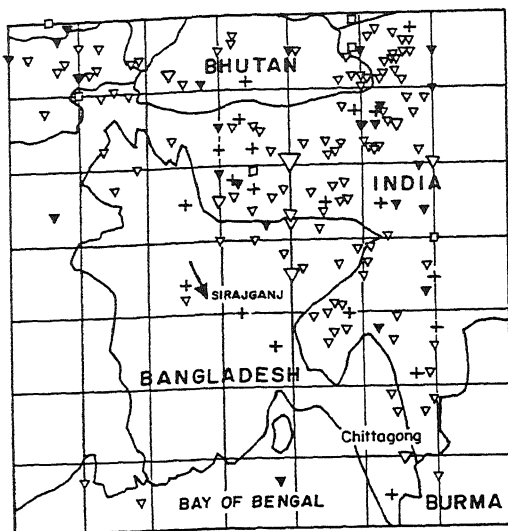 BHUTAN
INDIA
SIRAJGANJ
BANGLADESH
Chittagong
BAY OF BENGAL
BURMA